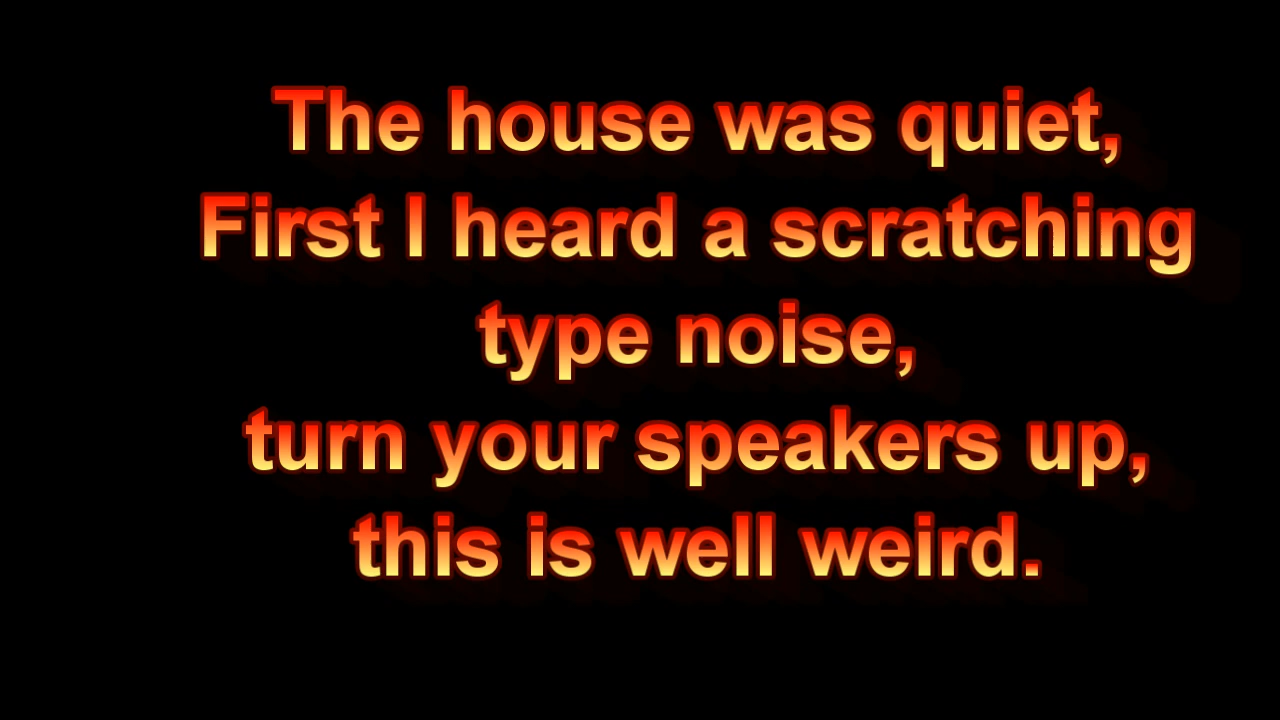 The house was quiet,
First I heard a scratching
type noise,
turn your speakers up,
this is well weird.